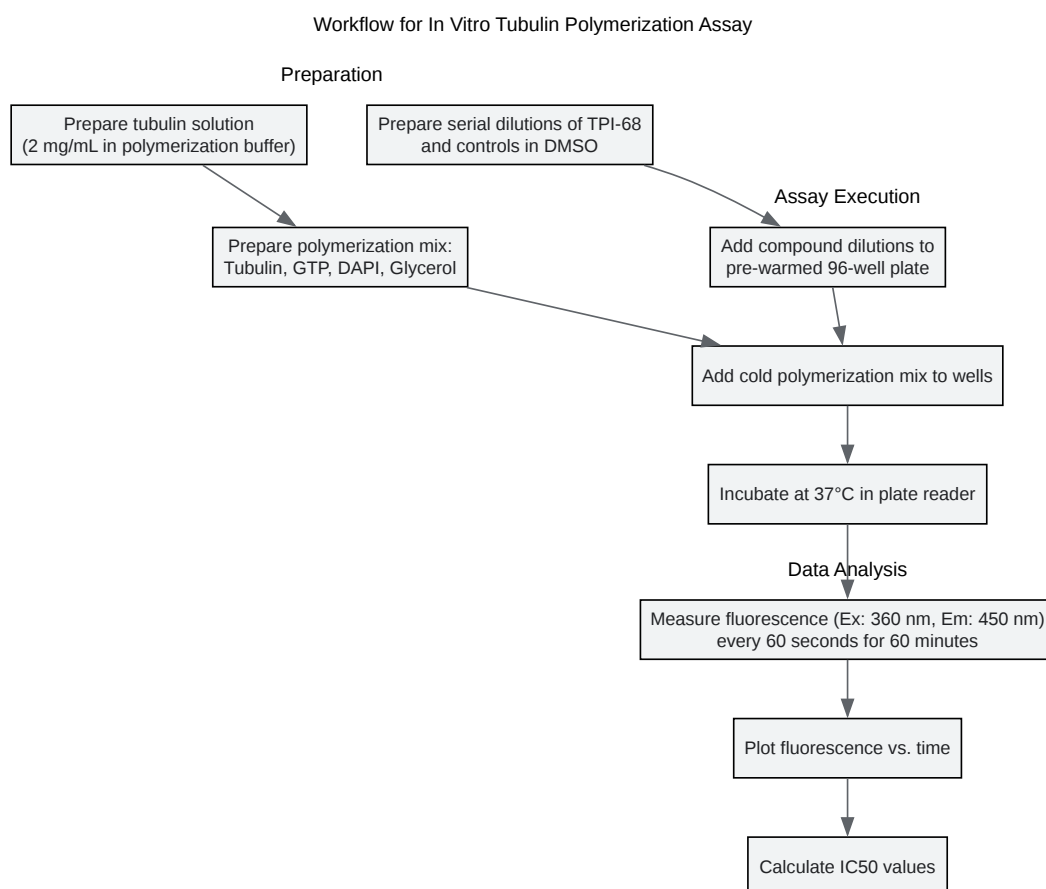 Workflow for In Vitro Tubulin Polymerization Assay
Preparation
Prepare tubulin solution
(2 mg/mL in polymerization buffer)
Prepare serial dilutions of TPI-68
and controls in DMSO
Assay Execution
Prepare polymerization mix:
Tubulin, GTP, DAPI, Glycerol
Add compound dilutions to
pre-warmed 96-well plate
Add cold polymerization mix to wells
Incubate at 37°C in plate reader
Data Analysis
Measure fluorescence (Ex: 360 nm, Em: 450 nm)
every 60 seconds for 60 minutes
Plot fluorescence vs. time
Calculate IC50 values